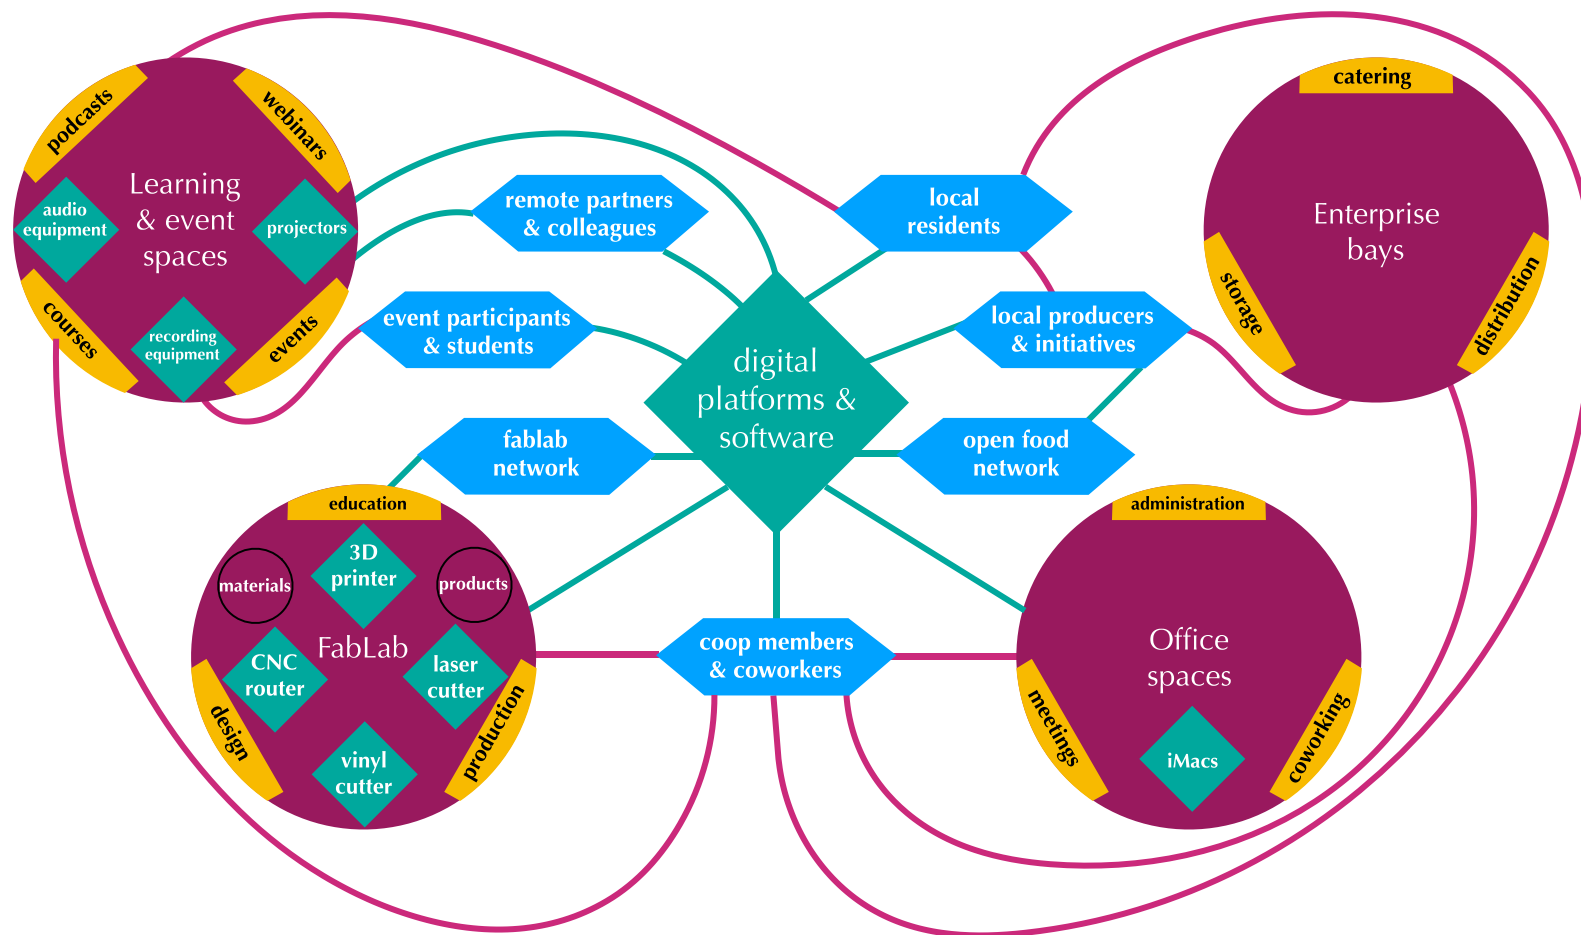 podcasts
webinars
Learning
& event
spaces
audio
equipment
projectors
courses
recording
equipment
events
remote partners
& colleagues
local
residents
event participants
& students
local producers
& initiatives
digital
platforms &
software
fablab
network
open food
network
catering
Enterprise
bays
storage
distribution
education
3D
printer
materials
products
FabLab
CNC
router
laser
cutter
design
production
vinyl
cutter
coop members
& coworkers
administration
Office
spaces
meetings
iMacs
coworking